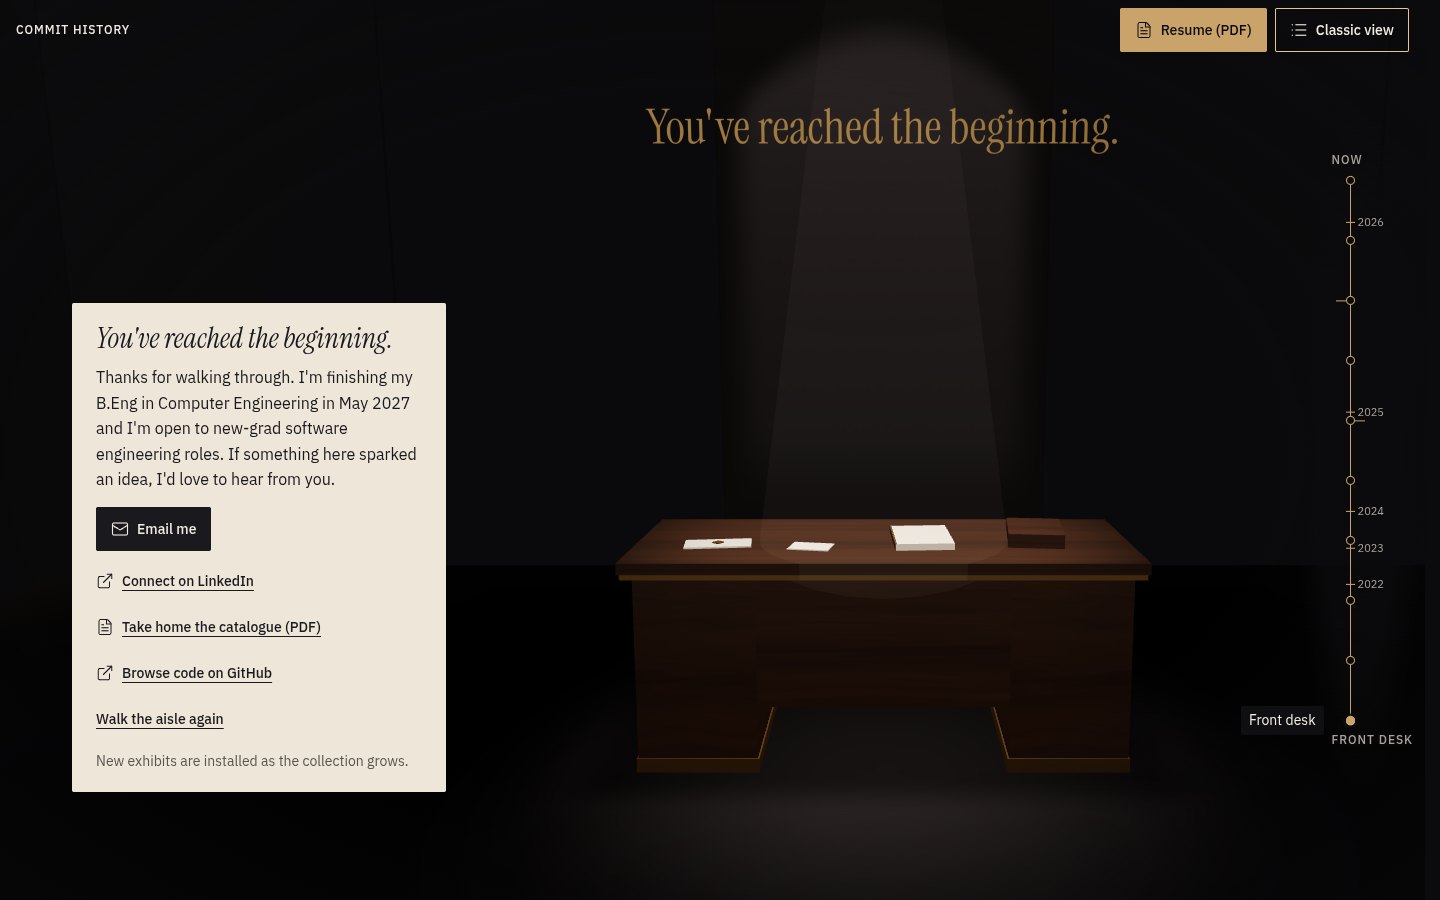 COMMIT HISTORY
Resume (PDF)
Classic view
You've reached the beginning.
NOW
2026
2025
2024
2023
2022
Front desk
FRONT DESK
You've reached the beginning.
Thanks for walking through. I'm finishing my
B.Eng in Computer Engineering in May 2027
and I'm open to new-grad software
engineering roles. If something here sparked
an idea, I'd love to hear from you.
Email me
Connect on LinkedIn
Take home the catalogue (PDF)
Browse code on GitHub
Walk the aisle again
New exhibits are installed as the collection grows.